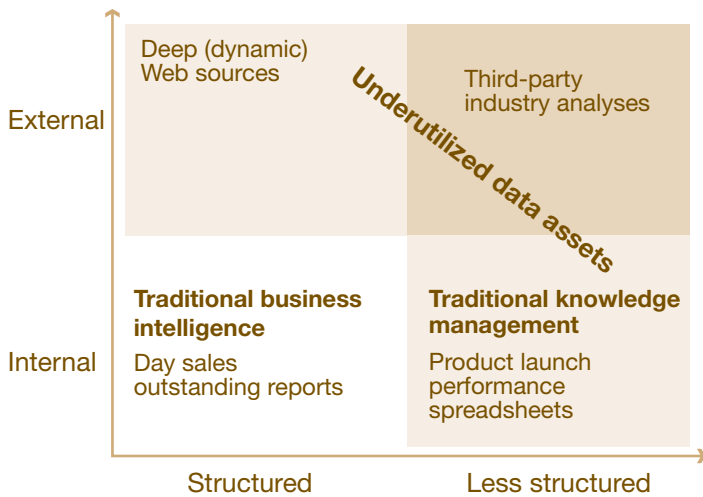 Deep (dynamic)
Web sources
Third-party
industry analyses
Underutilized data assets
External
Traditional business
intelligence
Day sales
outstanding reports
Traditional knowledge
management
Product launch
performance
spreadsheets
Internal
Structured
Less structured